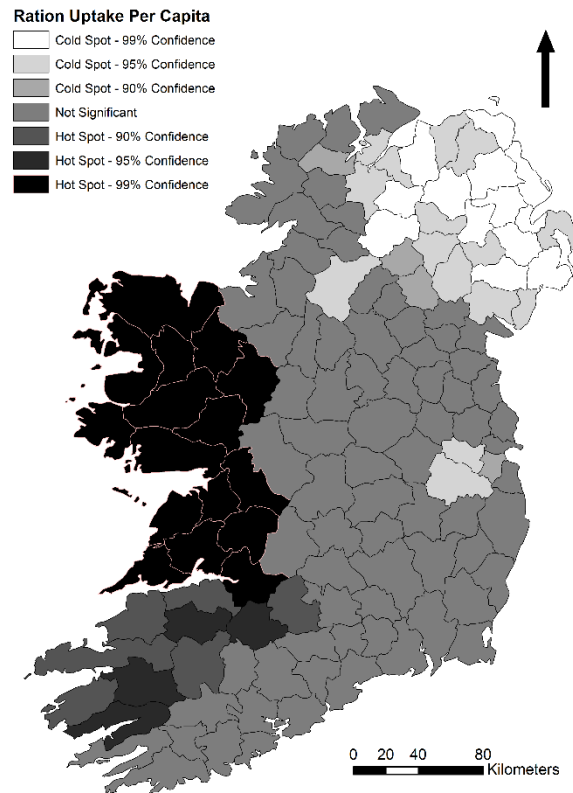 Ration Uptake Per Capita
Cold Spot - 99% Confidence
Cold Spot - 95% Confidence
Cold Spot - 90% Confidence
Not Significant
Hot Spot - 90% Confidence
Hot Spot - 95% Confidence
Hot Spot - 99% Confidence
0 20 40 80
Kilometers